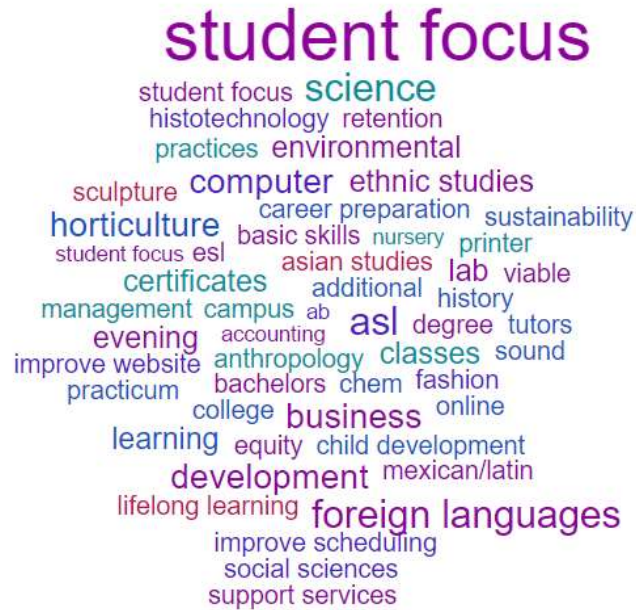 student focus
student focus science
histotechnology retention
practices environmental
sculpture computer ethnic studies
horticulture career preparation sustainability
student focus esl basic skills nursery printer
certificates asian studies lab viable
management campus ab additional history
evening accounting asl degree tutors
improve website anthropology classes sound
practicum bachelors chem fashion
college business online
learning equity child development
development mexican/latin
lifelong learning foreign languages
improve scheduling
social sciences
support services